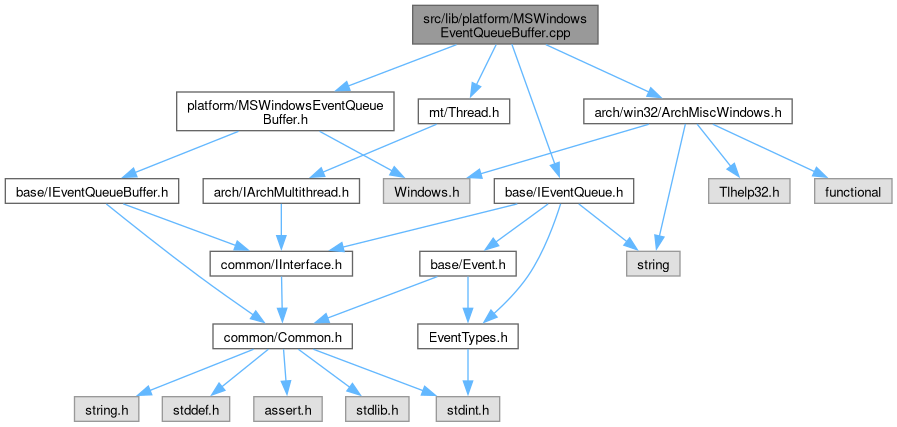 src/lib/platform/MSWindows
EventQueueBuffer.cpp
platform/MSWindowsEventQueue
Buffer.h
mt/Thread.h
arch/win32/ArchMiscWindows.h
base/IEventQueueBuffer.h
arch/IArchMultithread.h
Windows.h
base/IEventQueue.h
Tlhelp32.h
functional
common/IInterface.h
base/Event.h
string
common/Common.h
EventTypes.h
string.h
stddef.h
assert.h
stdlib.h
stdint.h